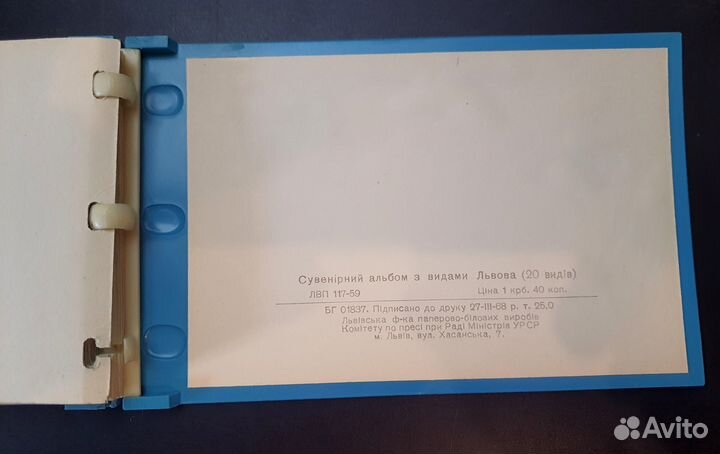 Сувенірний альбом з видами Львова (20 видів)
ЛВП 117-59 Ціна 1 крб. 40 коп.
БГ 01837. Підписано до друку 27-III-68 р. т. 25.0
Львівська ф-ка паперово-білових виробів
Комітету по пресі при Раді Міністрів УРСР
м. Львів, вул. Хасанська, 7.
Avito